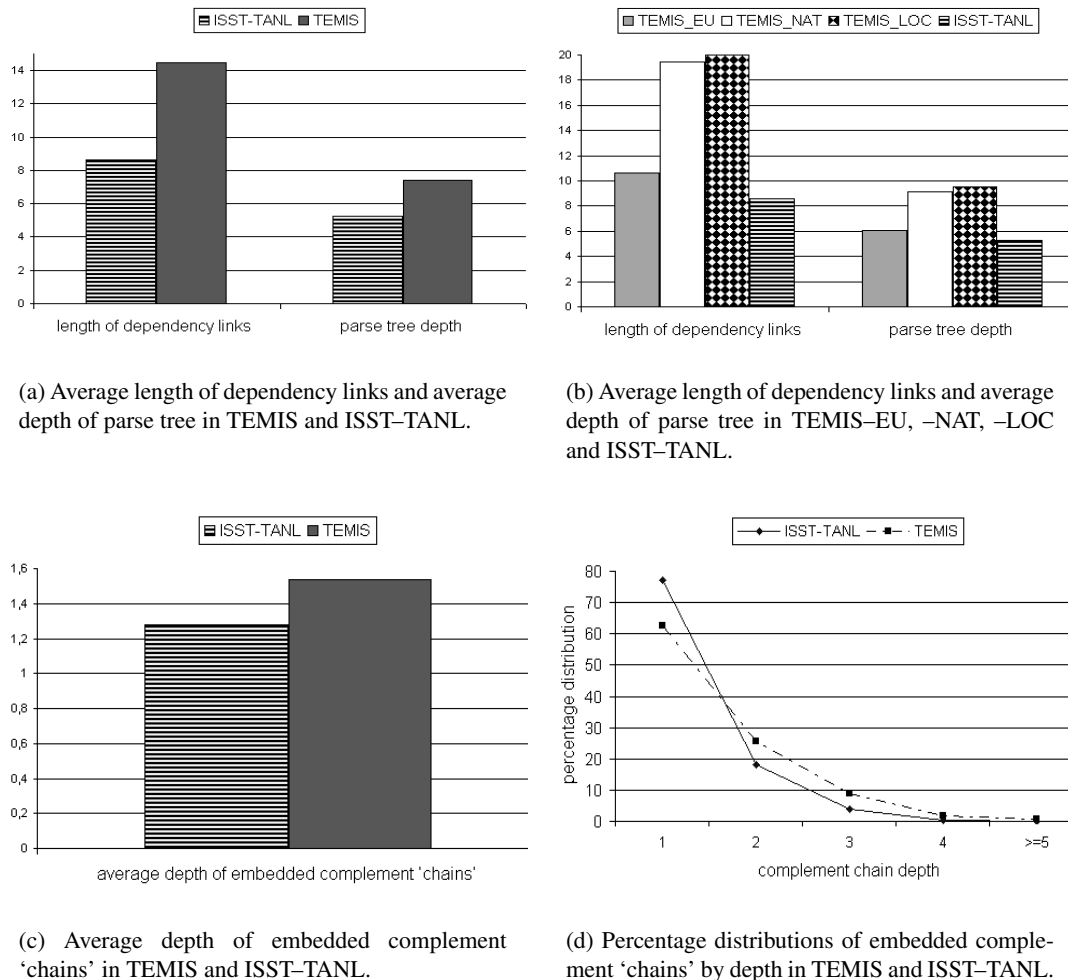 ISST-TANL TEMIS
14
12
10
8
6
4
2
0
length of dependency links parse tree depth
(a) Average length of dependency links and average
depth of parse tree in TEMIS and ISST–TANL.
TEMIS_EU TEMIS_NAT TEMIS_LOC ISST-TANL
20
18
16
14
12
10
8
6
4
2
0
length of dependency links parse tree depth
(b) Average length of dependency links and average
depth of parse tree in TEMIS–EU, –NAT, –LOC
and ISST–TANL.
ISST-TANL TEMIS
1,6
1,4
1,2
1
0,8
0,6
0,4
0,2
0
average depth of embedded complement 'chains'
(c) Average depth of embedded complement
‘chains’ in TEMIS and ISST–TANL.
ISST-TANL TEMIS
percentage distribution
80
70
60
50
40
30
20
10
0
1 2 3 4 >=5
complement chain depth
(d) Percentage distributions of embedded comple-
ment ‘chains’ by depth in TEMIS and ISST–TANL.